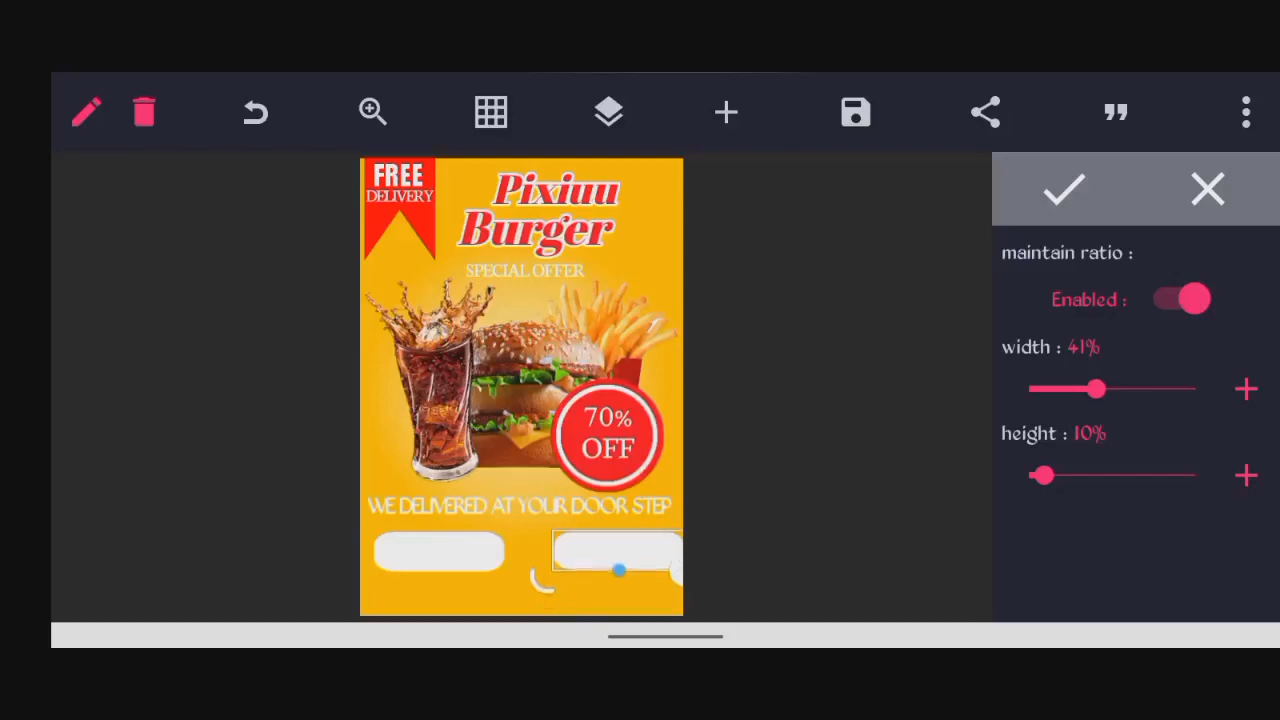 FREE
DELIVERY
Pixiuu
Burger
SPECIAL OFFER
70%
OFF
WE DELIVERED AT YOUR DOOR STEP
maintain ratio :
Enabled :
width : 41%
height : 10%